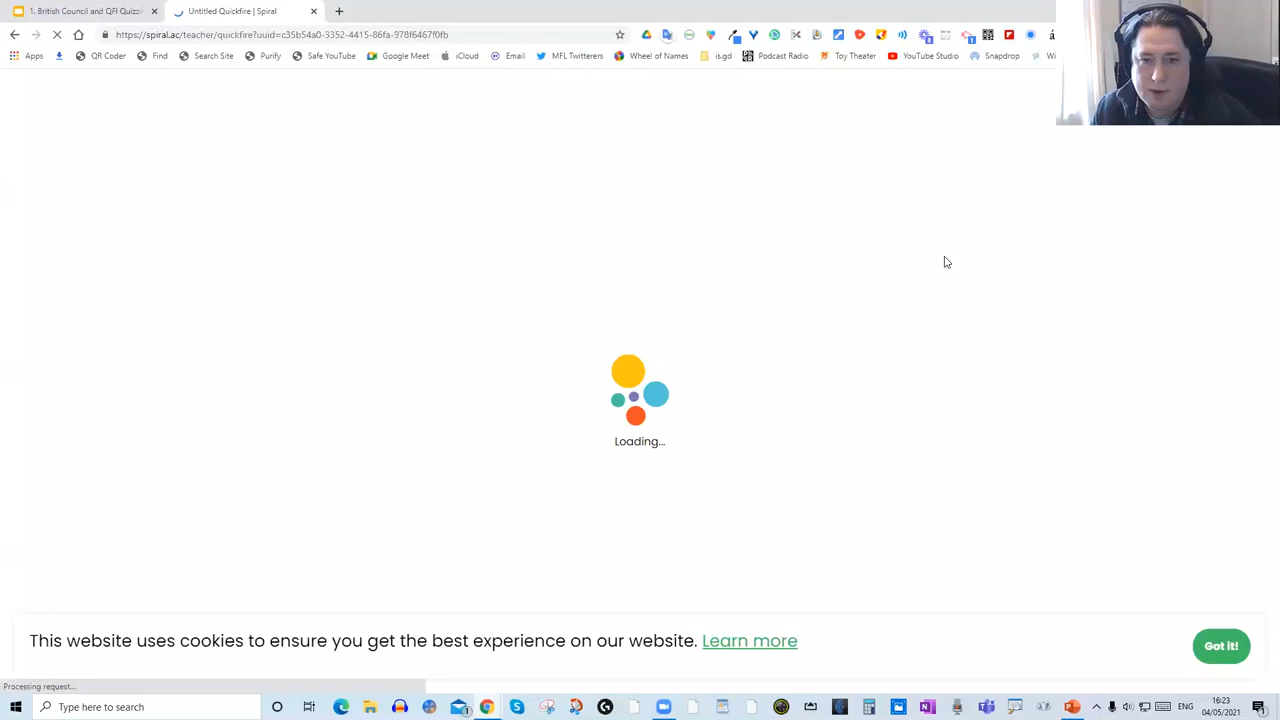 1. British Council and QFI Quizzi
Untitled Quickfire | Spiral
https://spiral.ac/teacher/quickfire?uuid=c35b54a0-3352-4415-86fa-978f6467f0fb
Apps QR Coder Find Search Stor Purify Safe YouTube Google Meet iCloud Email MFL Twitterers Wheel of Names is.gd Podcast Radio Toy Theater YouTube Studio Snapdrop Wi
Loading...
This website uses cookies to ensure you get the best experience on our website. Learn more
Got it!
Processing request...
Type here to search
ENG
16:23
04/05/2021